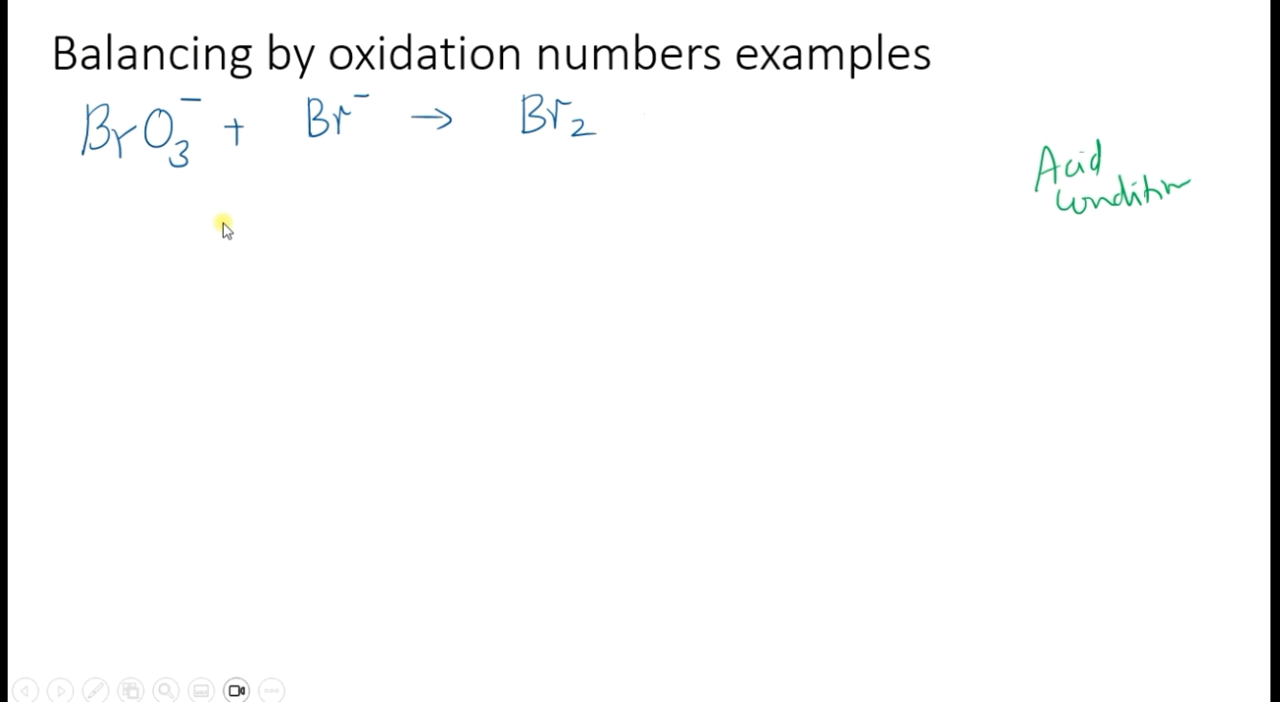 Balancing by oxidation numbers examples
BrO₃⁻ + Br⁻ → Br₂
Acid
condition